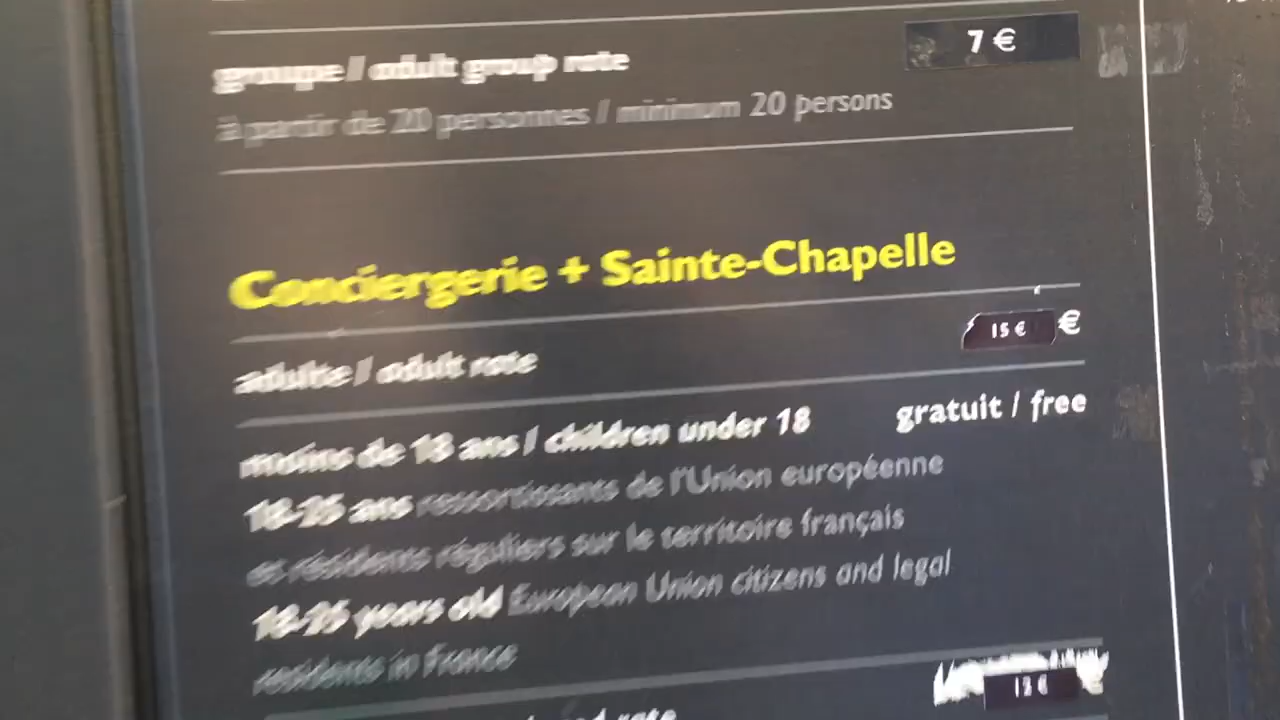 groupe / adult group rate 7 €
à partir de 20 personnes / minimum 20 persons
Conciergerie + Sainte-Chapelle
adulte / adult rate 15 € €
moins de 18 ans / children under 18 gratuit / free
18-25 ans ressortissants de l'Union européenne
et résidents réguliers sur le territoire français
18-25 years old European Union citizens and legal
residents in France
rate 12 €